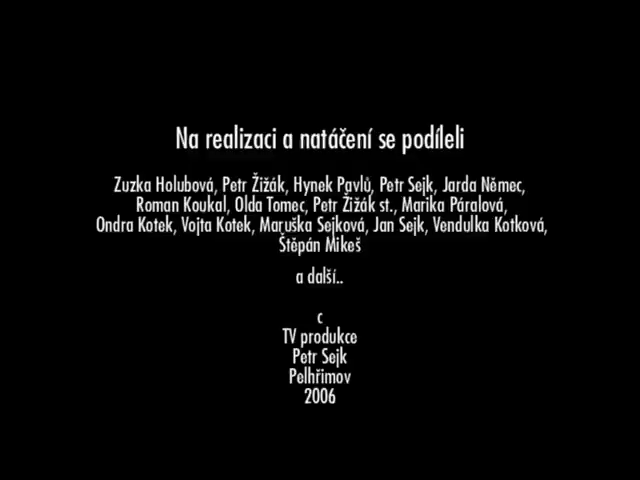 Na realizaci a natáčení se podíleli
Zuzka Holubová, Petr Žižák, Hynek Pavlů, Petr Sejk, Jarda Němec,
Roman Koukal, Olda Tomec, Petr Žižák st., Marika Páralová,
Ondra Kotek, Vojta Kotek, Maruška Sejková, Jan Sejk, Vendulka Kotková,
Štěpán Mikeš
a další..
c
TV produkce
Petr Sejk
Pelhřimov
2006